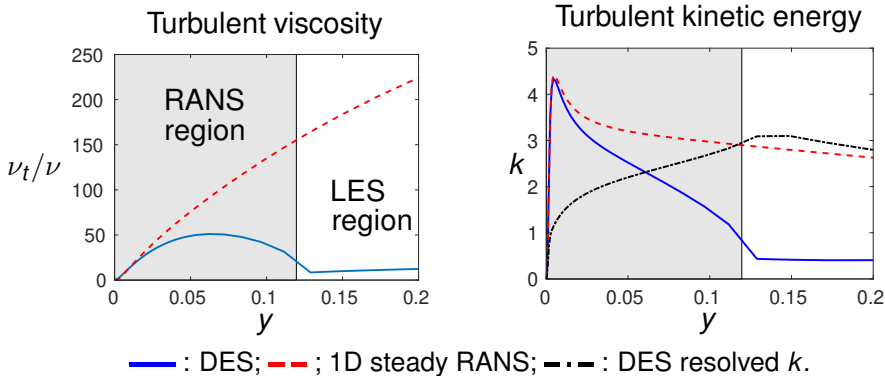 Turbulent viscosity
250
200
150
100
50
0
RANS
region
LES
region
νt/ν
0
0.05
0.1
0.15
0.2
y
Turbulent kinetic energy
5
4
3
2
1
0
k
0
0.05
0.1
0.15
0.2
y
: DES; ; 1D steady RANS; : DES resolved k.